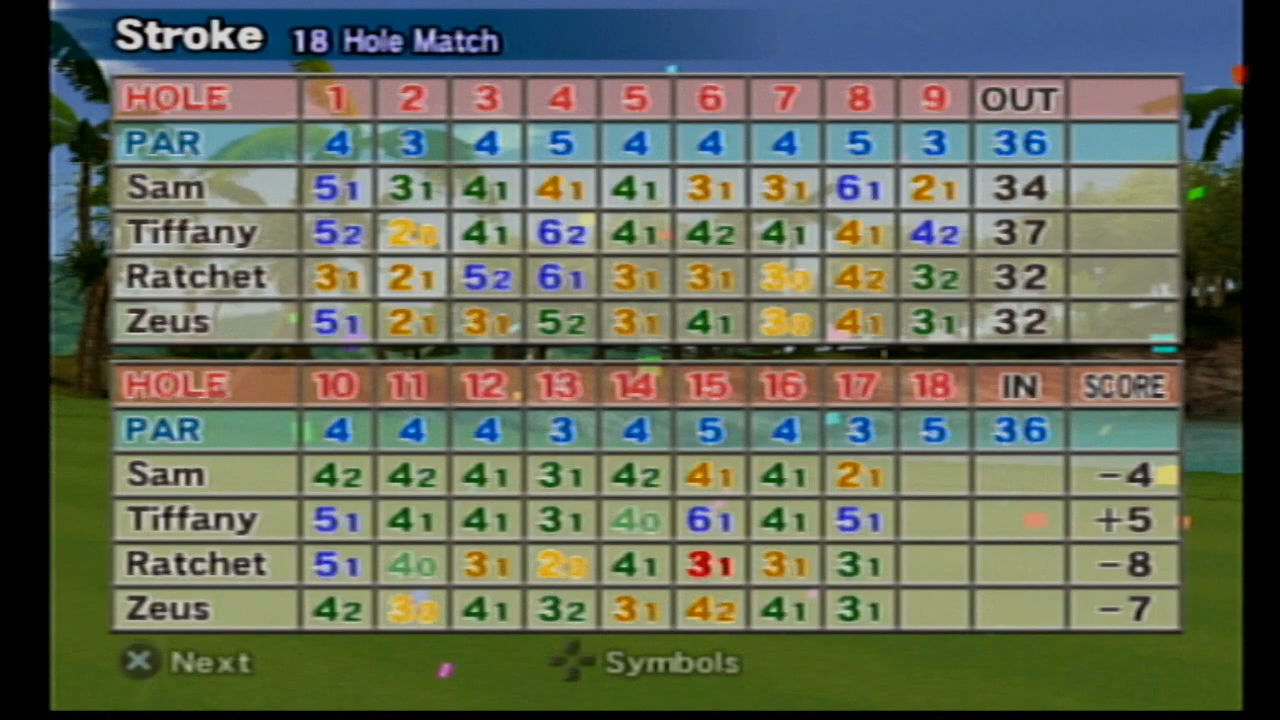 Stroke 18 Hole Match
HOLE 1 2 3 4 5 6 7 8 9 OUT
PAR 4 3 4 5 4 4 4 5 3 36
Sam 51 31 41 41 41 31 31 61 21 34
Tiffany 52 20 41 62 41 42 41 41 42 37
Ratchet 31 21 52 61 31 31 30 42 32 32
Zeus 51 21 31 52 31 41 30 41 31 32
HOLE 10 11 12 13 14 15 16 17 18 IN SCORE
PAR 4 4 4 3 4 5 4 3 5 36
Sam 42 42 41 31 42 41 41 21 -4
Tiffany 51 41 41 31 40 61 41 51 +5
Ratchet 51 40 31 20 41 31 31 31 -8
Zeus 42 30 41 32 31 42 41 31 -7
Next Symbols